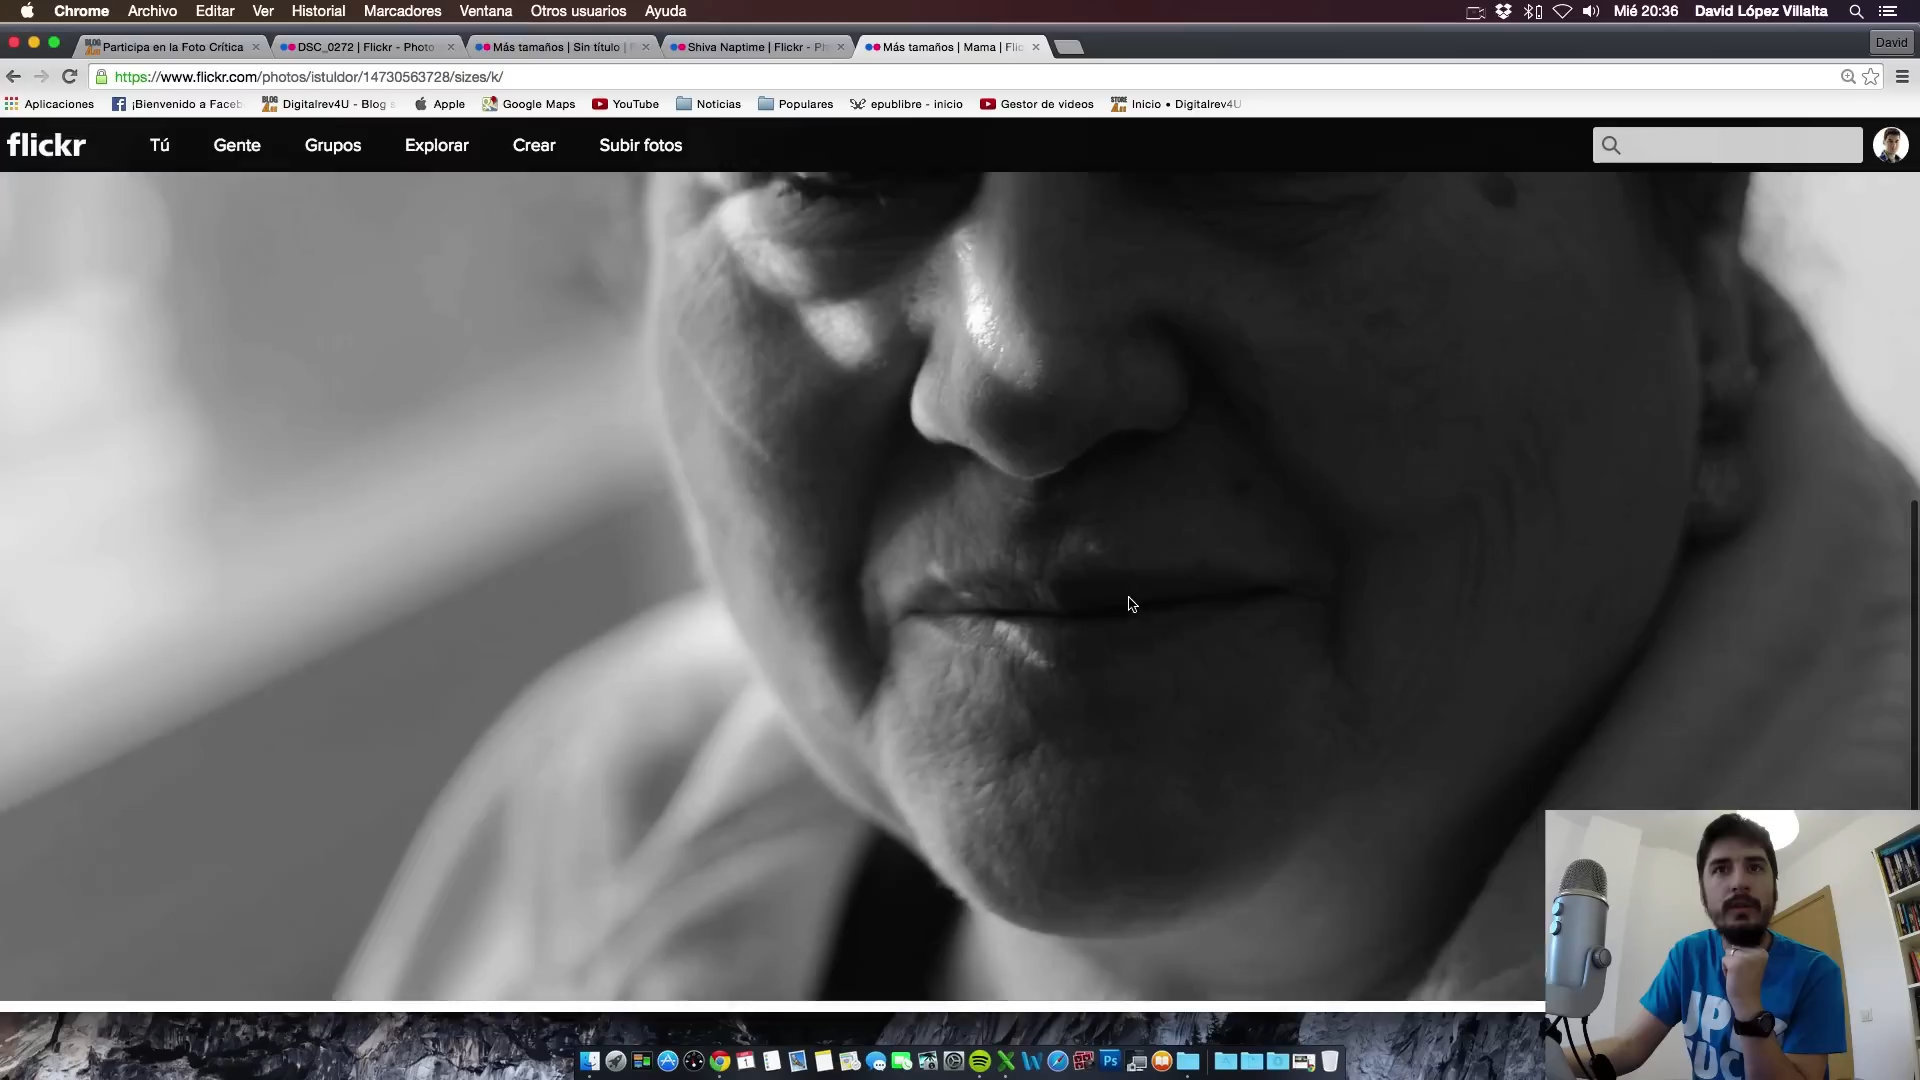 Chrome Archivo Editar Ver Historial Marcadores Ventana Otros usuarios Ayuda Mié 20:36 David López Villalta
Participa en la Foto Crítica DSC_0272 | Flickr - Photo Más tamaños | Sin título | Shiva Naptime | Flickr - Más tamaños | Mama | Flic David
https://www.flickr.com/photos/istuldor/14730563728/sizes/k/
Aplicaciones ¡Bienvenido a Faceb Digitalrev4U - Blog Apple Google Maps YouTube Noticias Populares epublibre - inicio Gestor de videos Inicio • Digitalrev4U
flickr Tú Gente Grupos Explorar Crear Subir fotos
UP